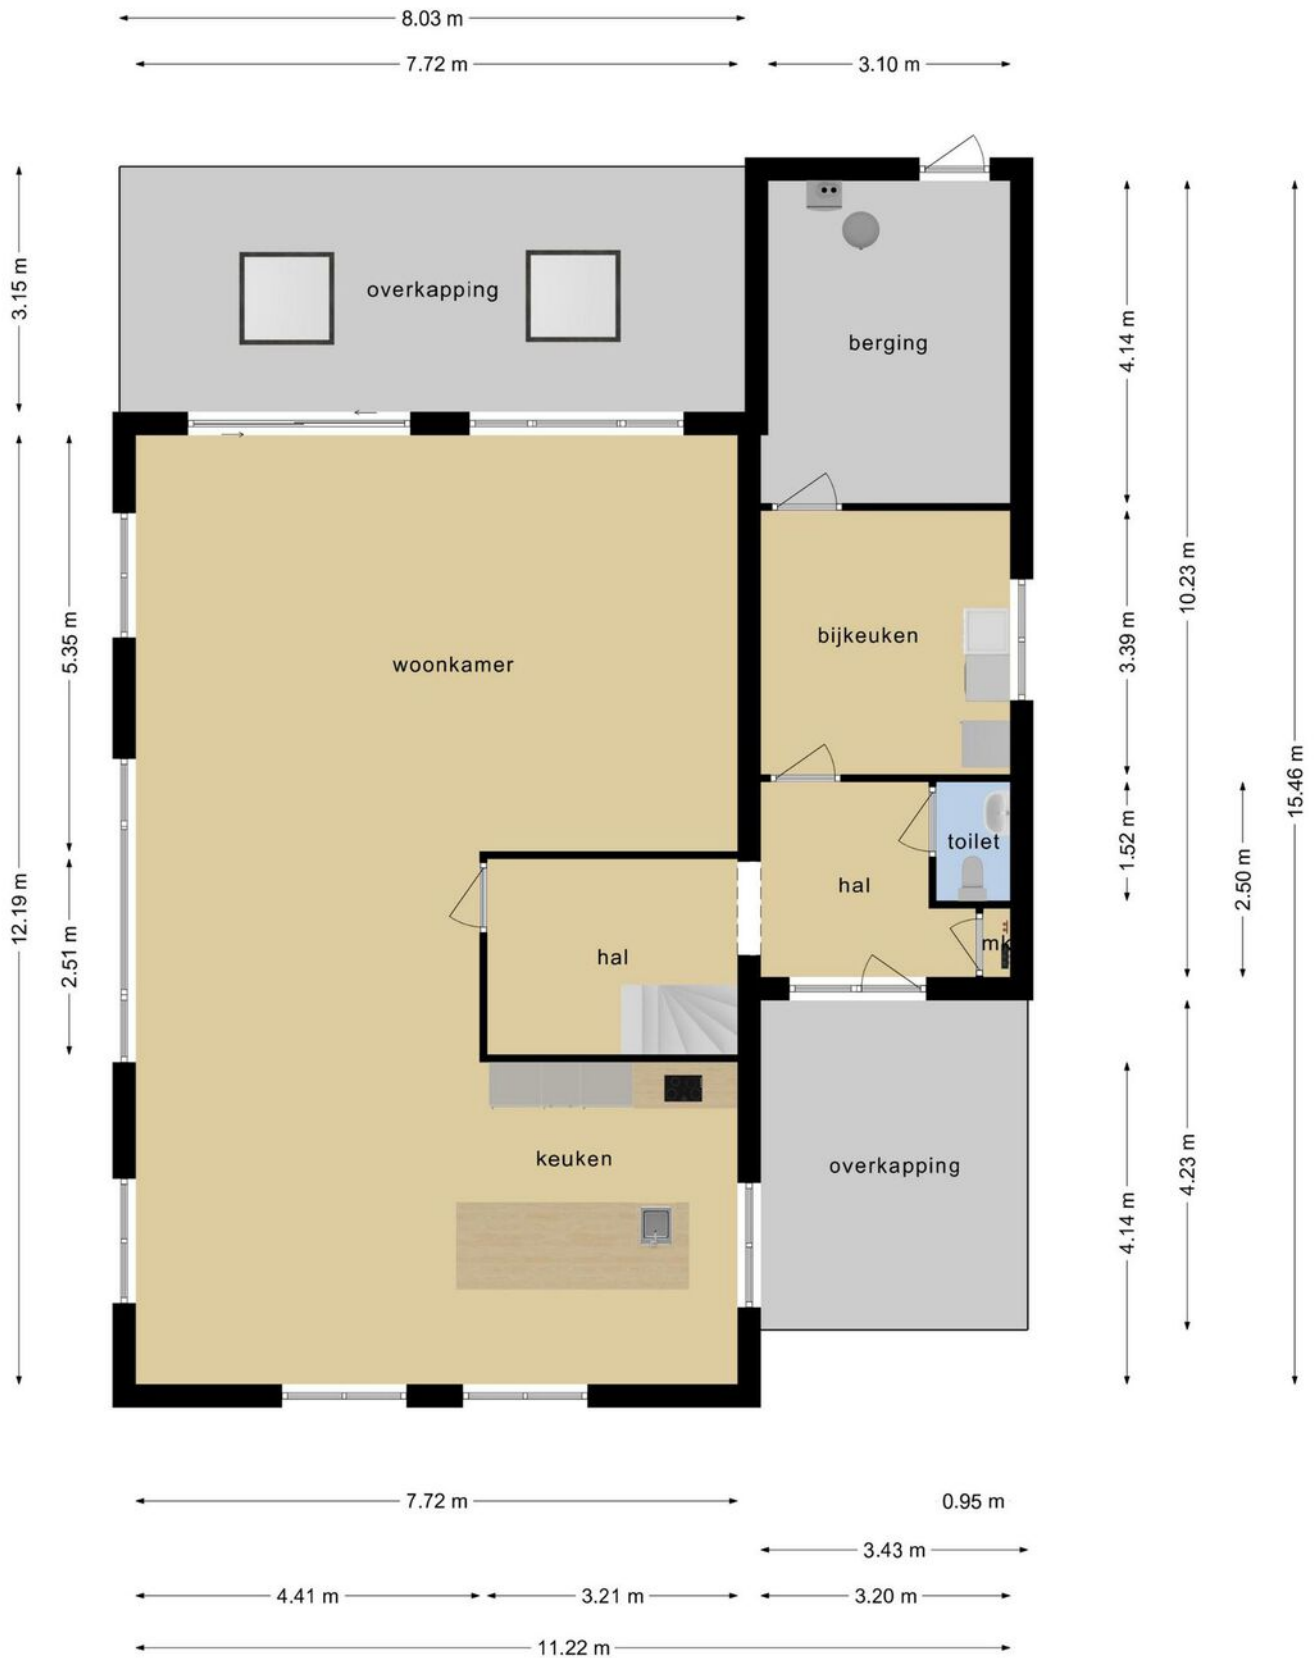 8.03 m
7.72 m
3.10 m
3.15 m
overkapping
berging
4.14 m
10.23 m
5.35 m
woonkamer
bijkeuken
3.39 m
15.46 m
12.19 m
2.51 m
hal
hal
toilet
mk
1.52 m
2.50 m
keuken
overkapping
4.14 m
4.23 m
7.72 m
0.95 m
3.43 m
4.41 m
3.21 m
3.20 m
11.22 m